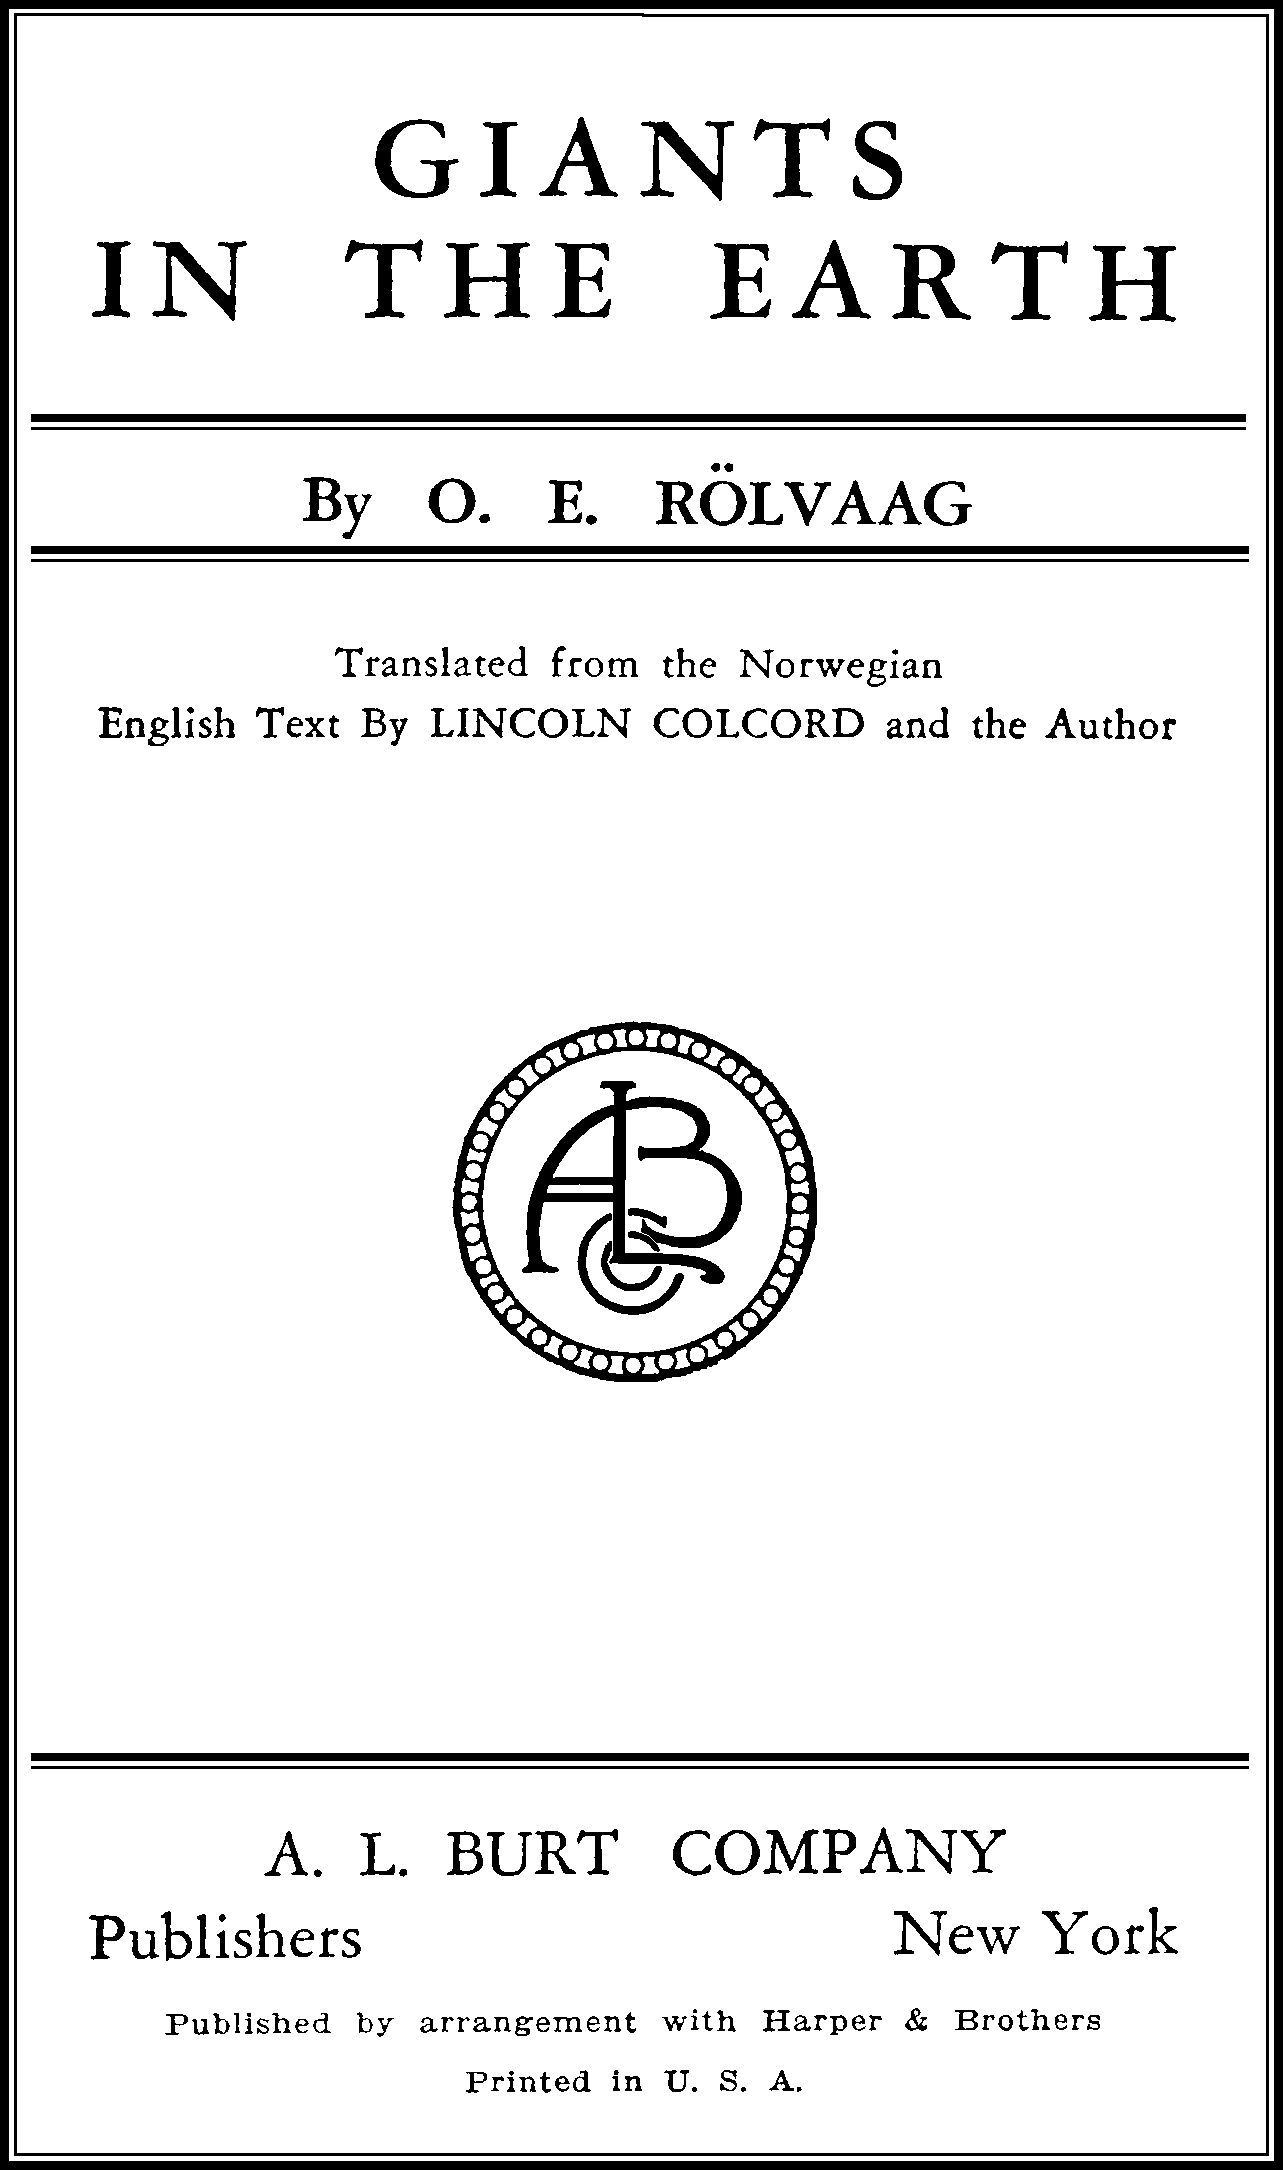 GIANTS
IN THE EARTH
By O. E. RÖLVAAG
Translated from the Norwegian
English Text By LINCOLN COLCORD and the Author
ALBC
A. L. BURT COMPANY
Publishers New York
Published by arrangement with Harper & Brothers
Printed in U. S. A.